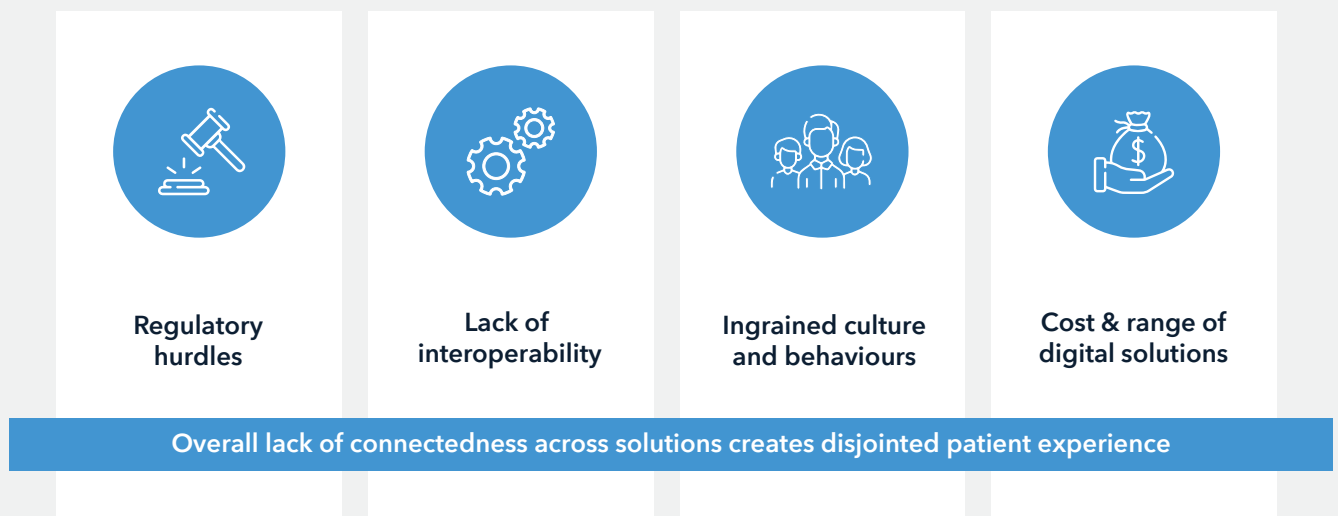 $
Regulatory
hurdles
Lack of
interoperability
Ingrained culture
and behaviours
Cost & range of
digital solutions
Overall lack of connectedness across solutions creates disjointed patient experience